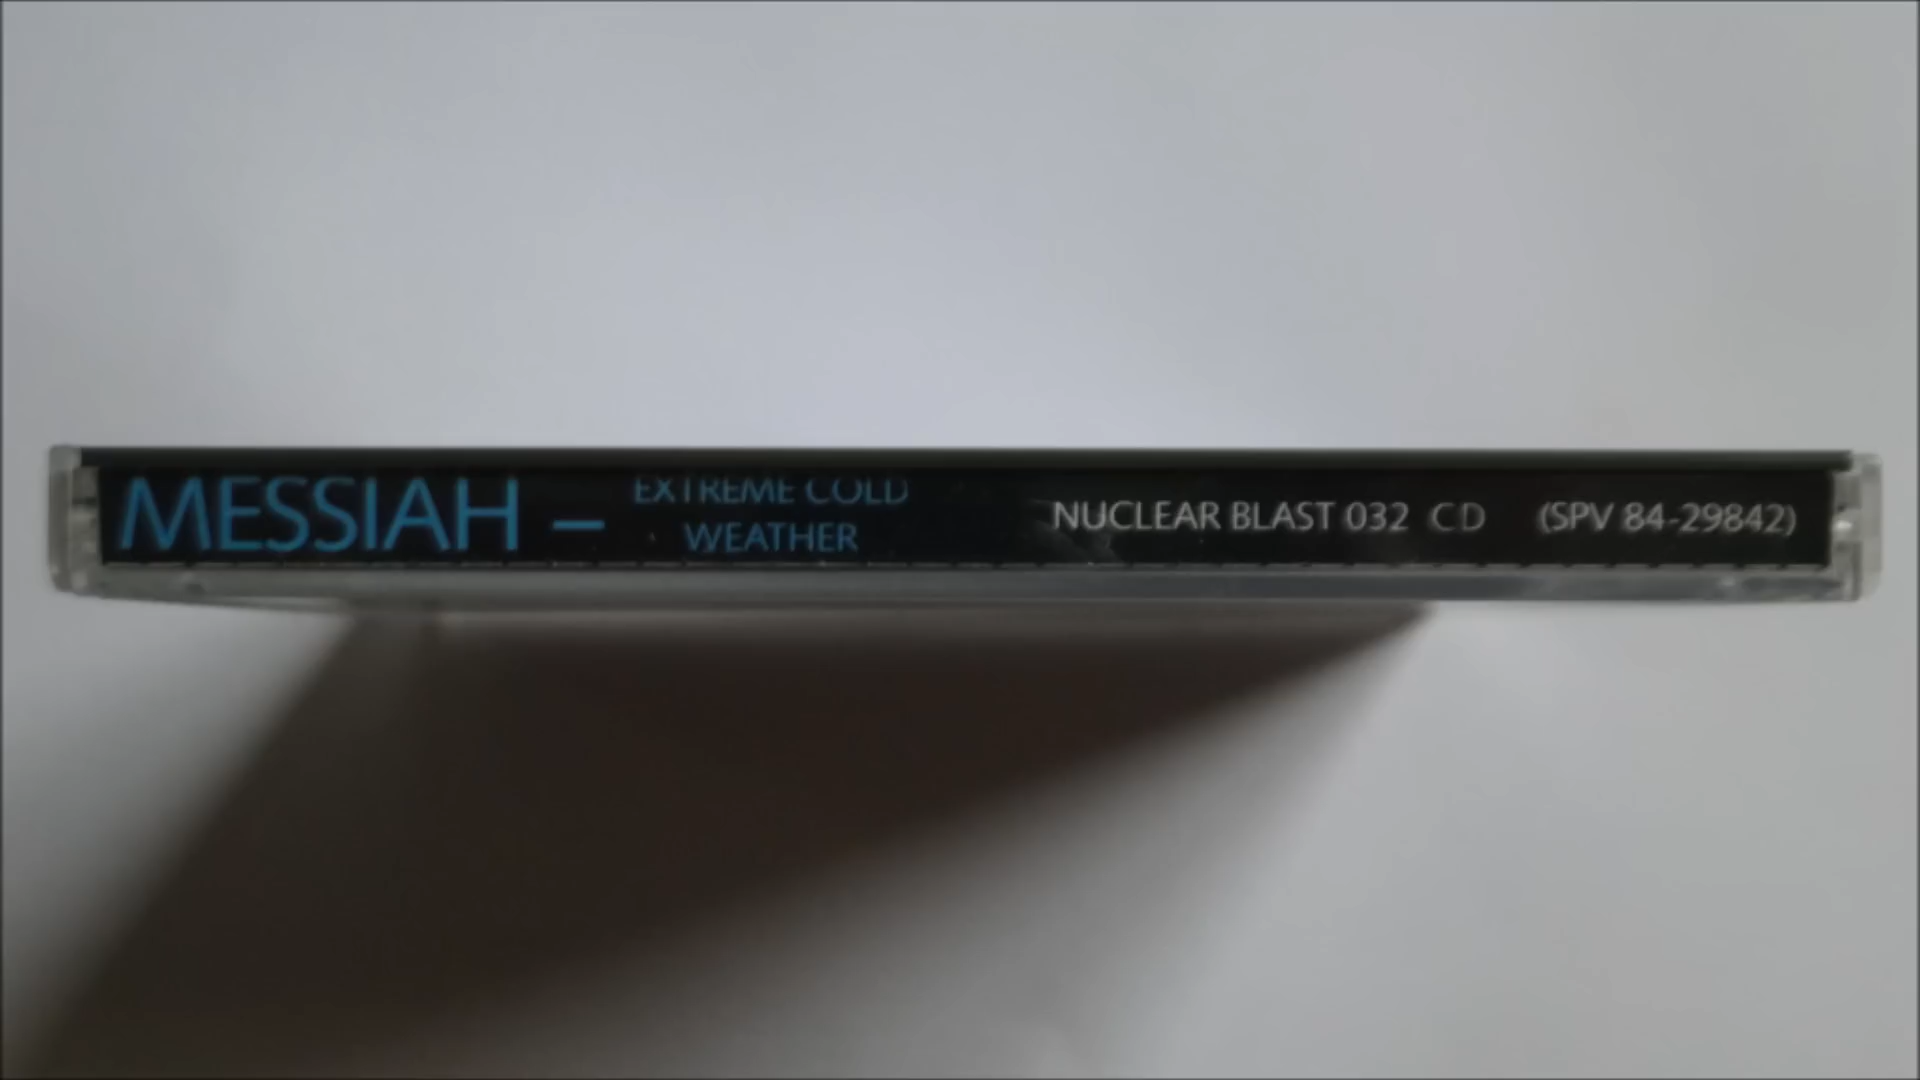 MESSIAH – EXTREME COLD
WEATHER
NUCLEAR BLAST 032 CD (SPV 84-29842)